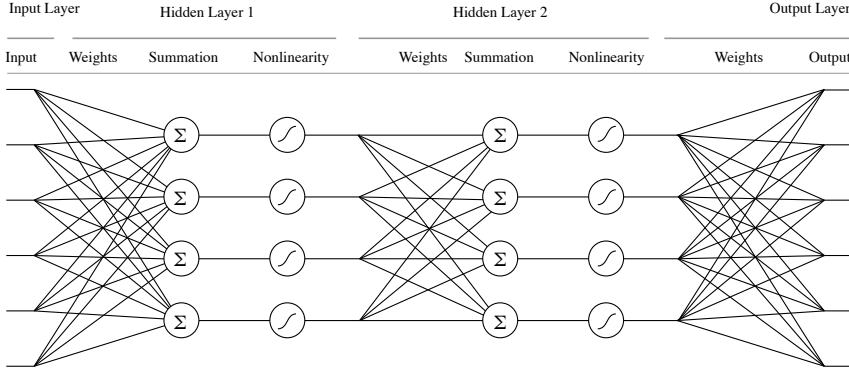 Input Layer Hidden Layer 1 Hidden Layer 2 Output Layer
Input Weights Summation Nonlinearity Weights Summation Nonlinearity Weights Output
Σ Σ
Σ Σ
Σ Σ
Σ Σ